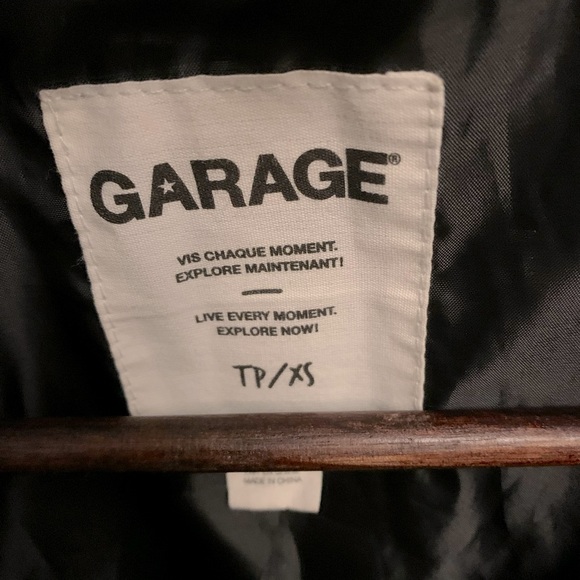 GARAGE®
VIS CHAQUE MOMENT.
EXPLORE MAINTENANT!
LIVE EVERY MOMENT.
EXPLORE NOW!
TP/XS
MADE IN CHINA